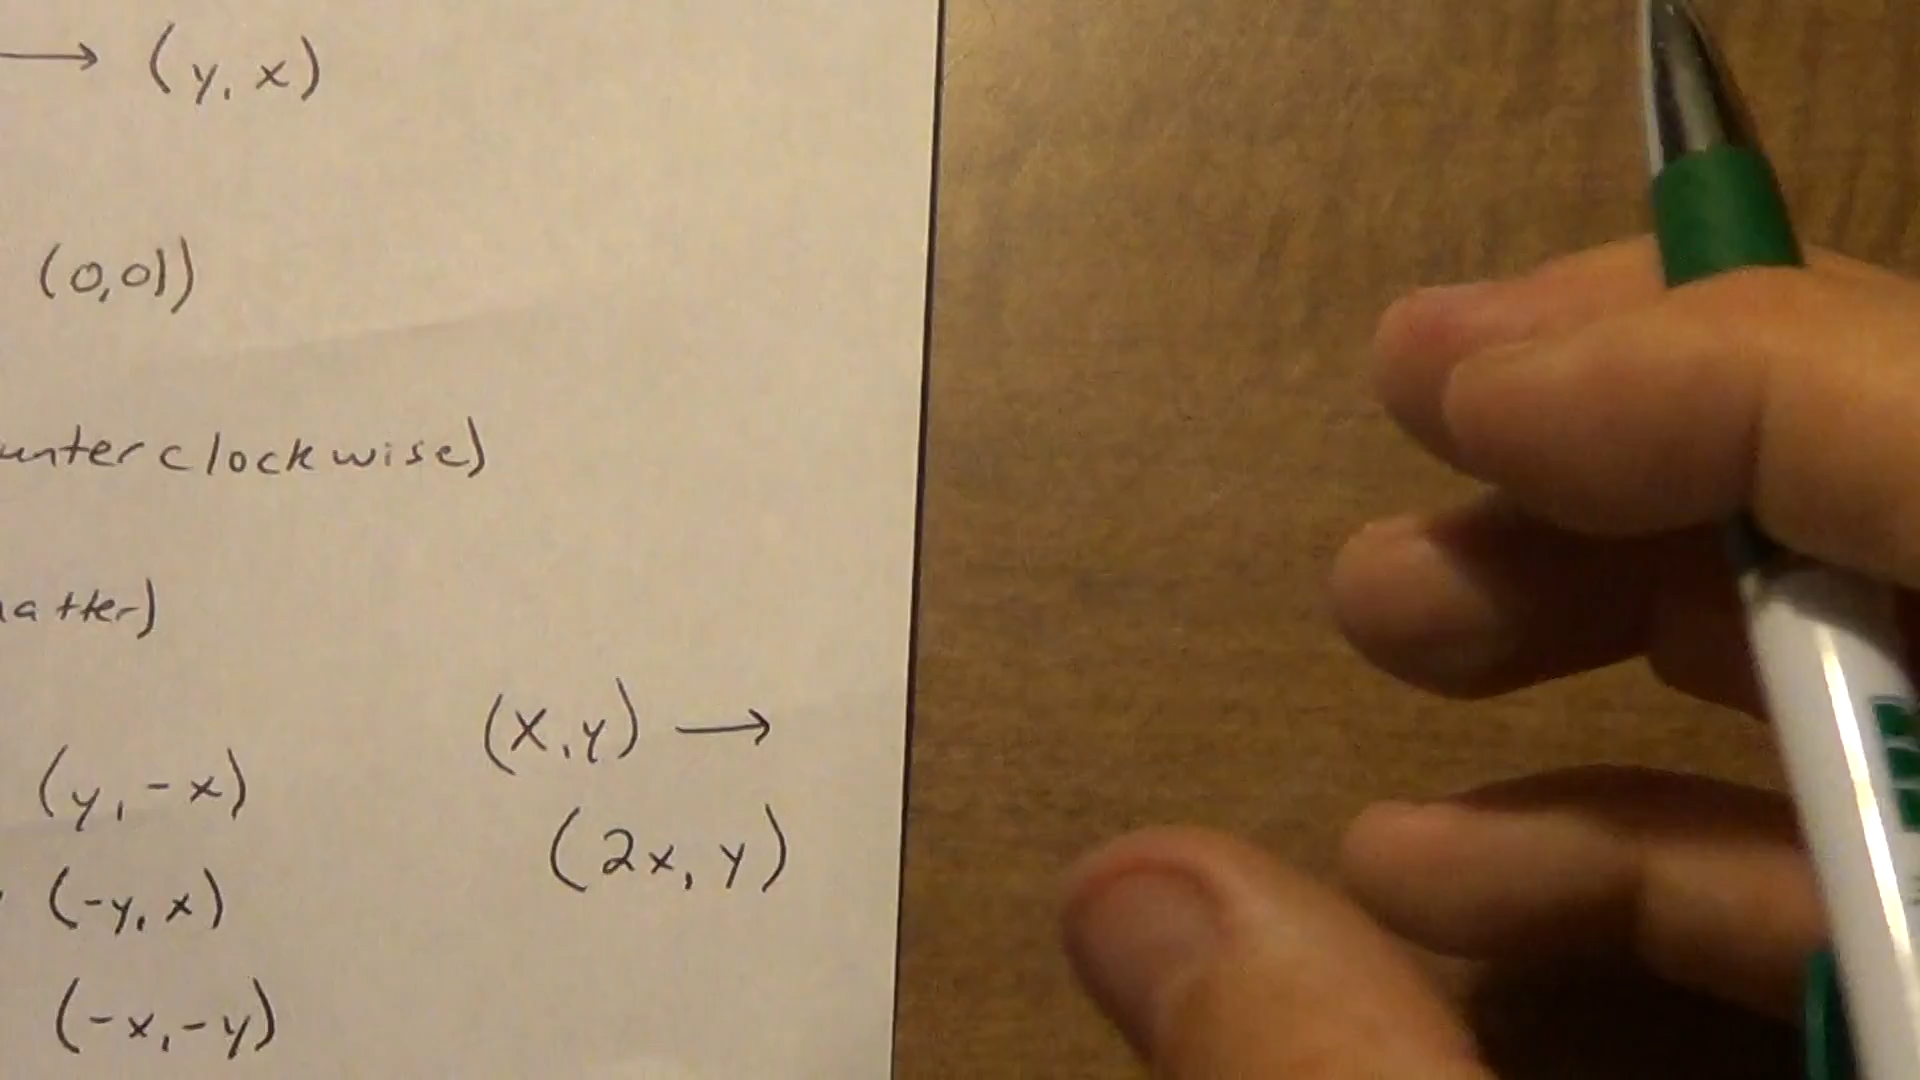 → (y, x)
(0,0))
unterclockwise)
atter)
(x,y) →
(y, -x)
(2x, y)
(-y, x)
(-x, -y)